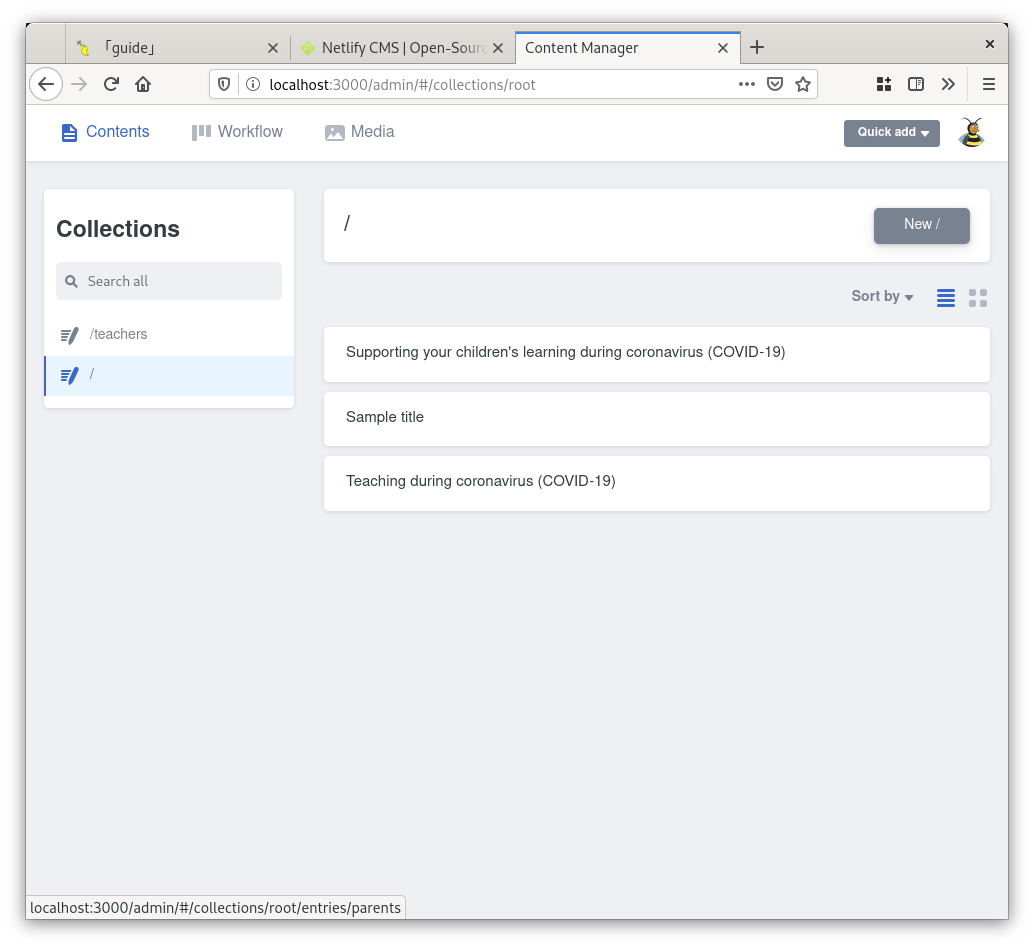 「guide」
Netlify CMS | Open-Sourc
Content Manager
localhost:3000/admin/#/collections/root
Contents
Workflow
Media
Quick add
Collections
Search all
/teachers
/
/
New /
Sort by
Supporting your children's learning during coronavirus (COVID-19)
Sample title
Teaching during coronavirus (COVID-19)
localhost:3000/admin/#/collections/root/entries/parents